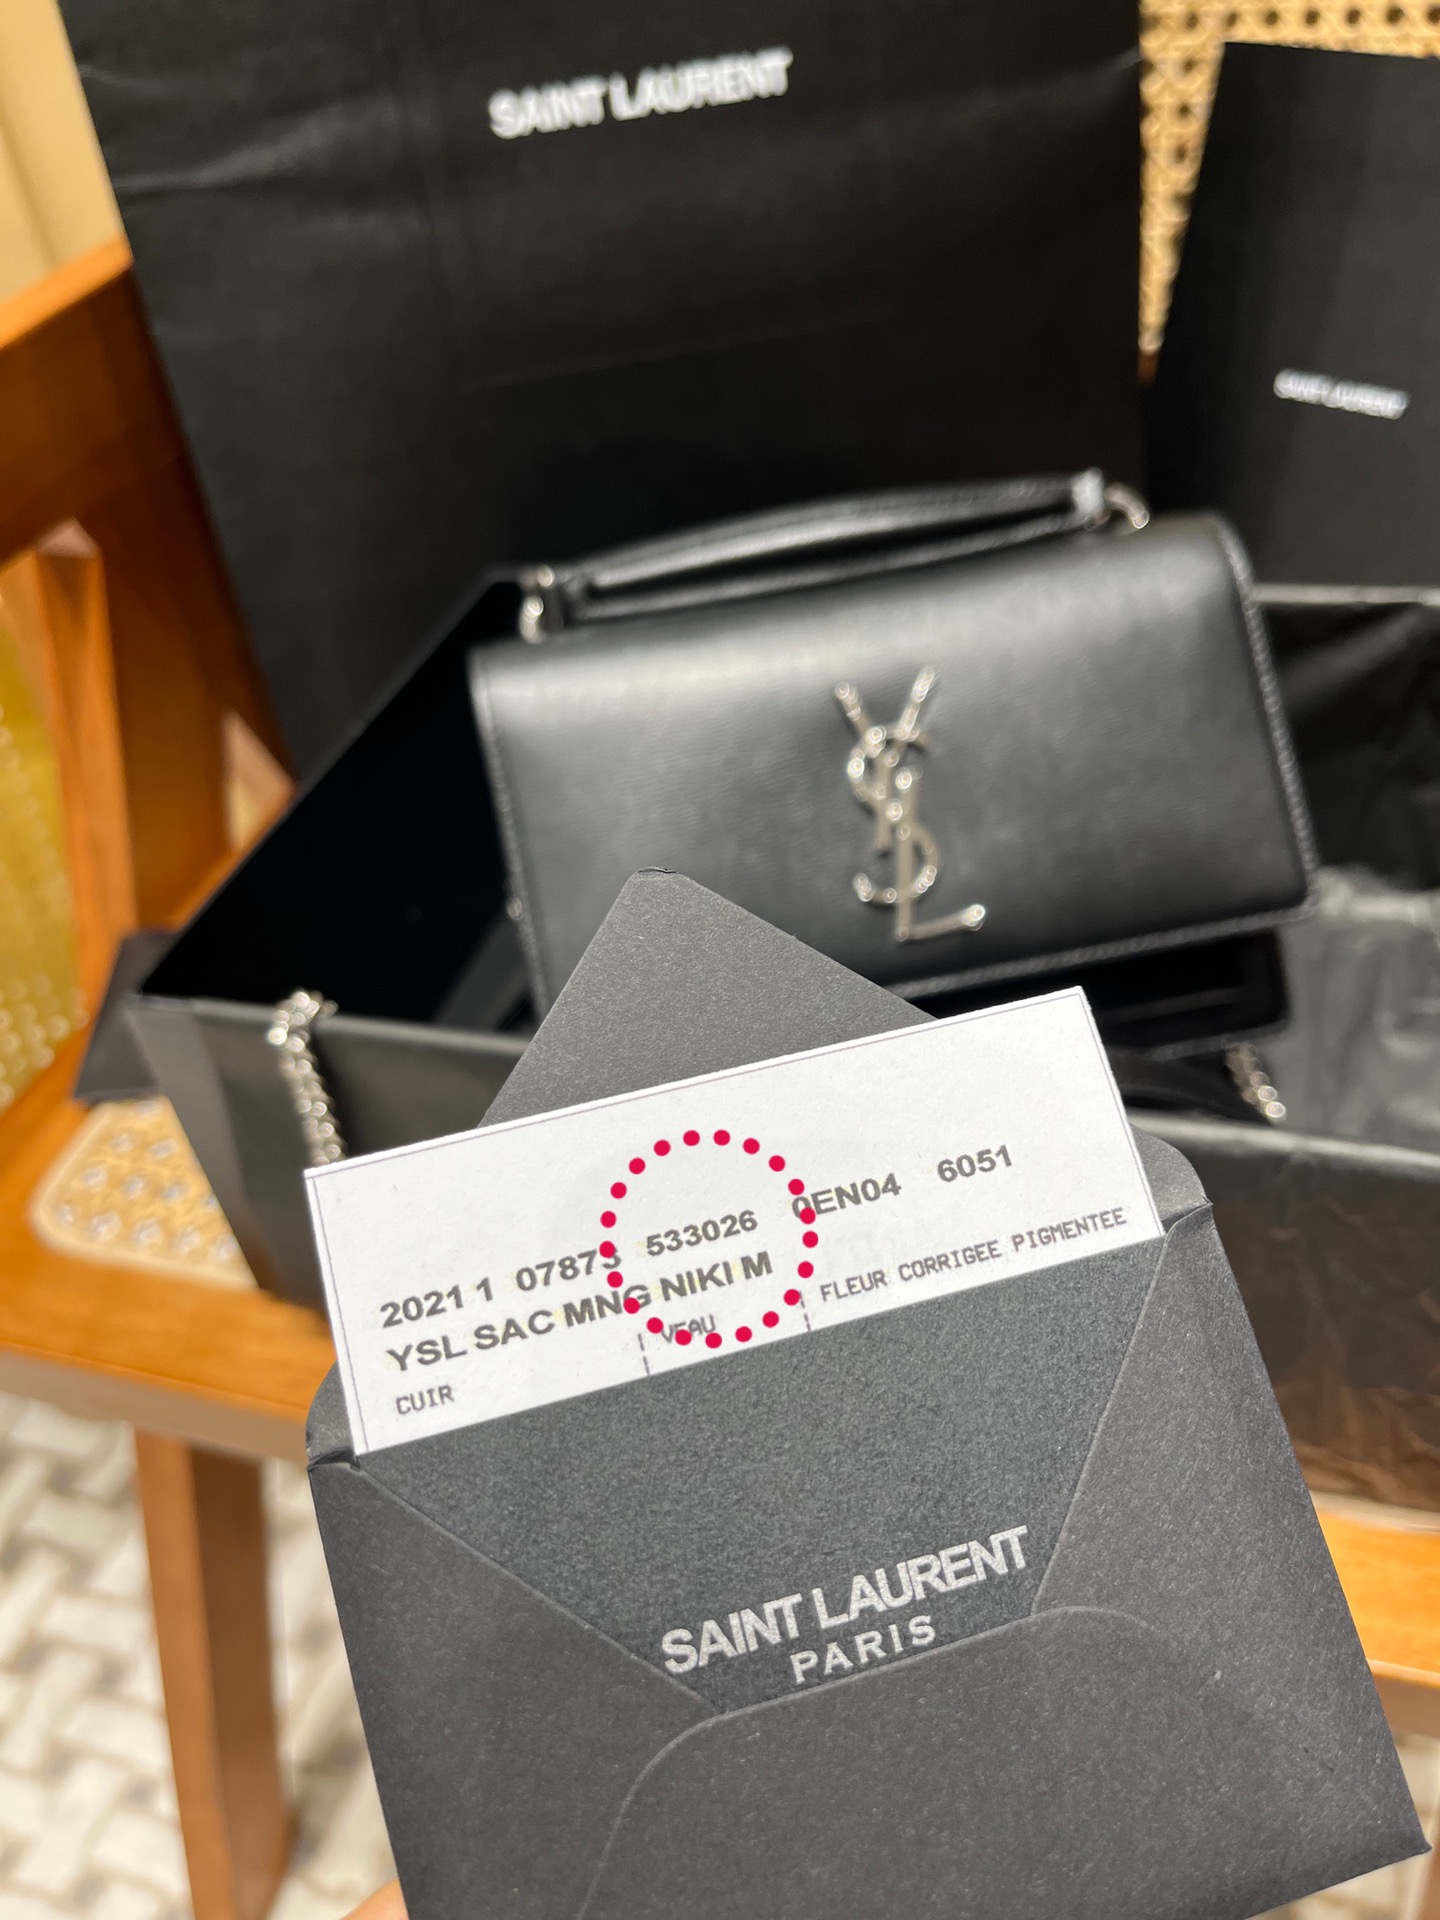 SAINT LAURENT
SAINT LAURENT
YSL
2021 1 07873 533026 0EN04 6051
YSL SAC MNG NIKI M
CUIR VEAU FLEUR CORRIGEE PIGMENTEE
SAINT LAURENT
PARIS